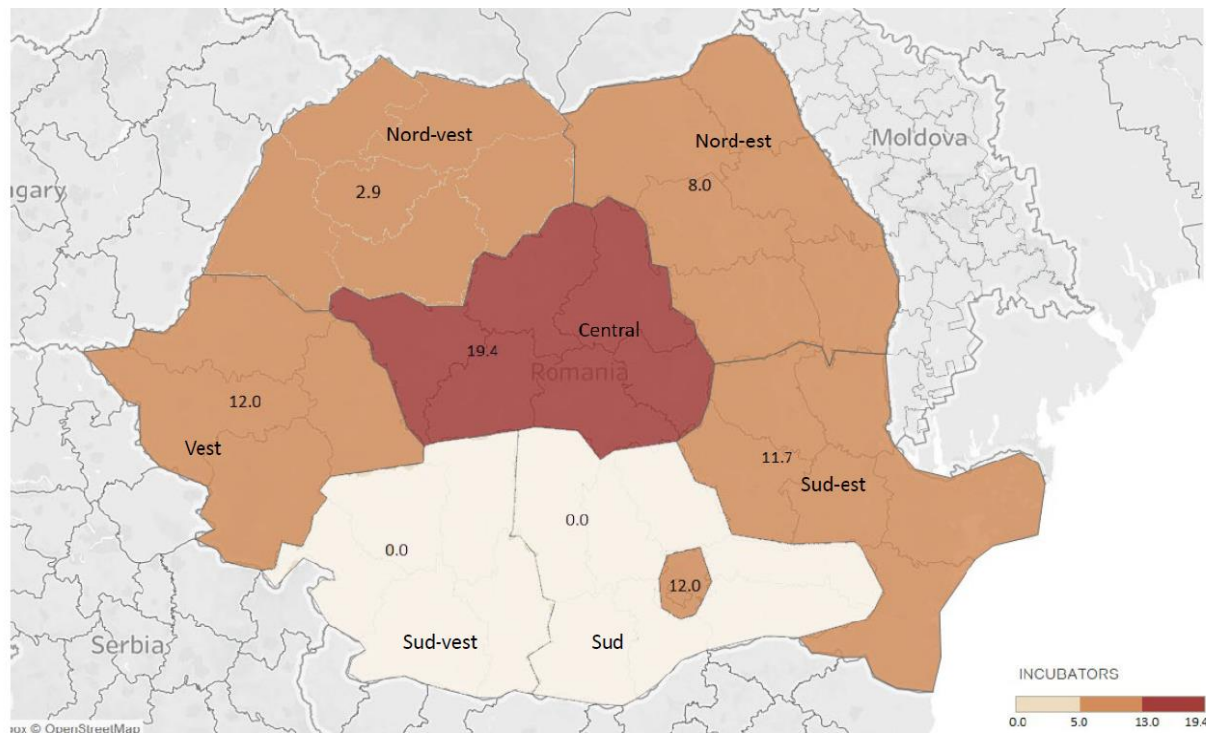 Nord-vest
Nord-est
Moldova
gary
2.9
8.0
Central
19.4
Romania
12.0
Vest
11.7
Sud-est
0.0
0.0
12.0
Sud-vest
Sud
Serbia
INCUBATORS
0.0 5.0 13.0 19.4
box © OpenStreetMap